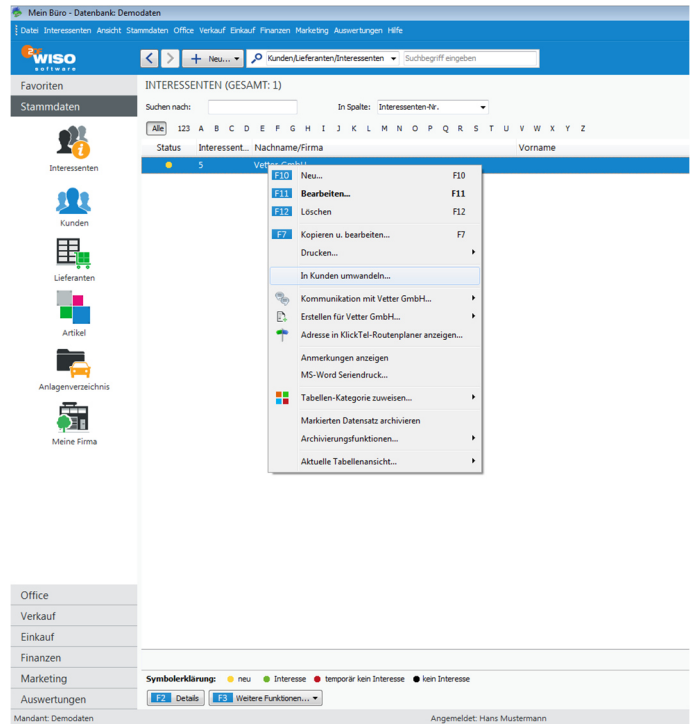 Mein Büro - Datenbank: Demodaten
Datei Interessenten Ansicht Stammdaten Office Verkauf Einkauf Finanzen Marketing Auswertungen Hilfe
WISO
software
Neu...
Kunden/Lieferanten/Interessenten
Suchbegriff eingeben
Favoriten
INTERESSENTEN (GESAMT: 1)
Stammdaten
Suchen nach:
In Spalte: Interessenten-Nr.
Alle 123 A B C D E F G H I J K L M N O P Q R S T U V W X Y Z
Status Interessent... Nachname/Firma Vorname
5 Vetter GmbH
F10 Neu... F10
F11 Bearbeiten... F11
F12 Löschen F12
F7 Kopieren u. bearbeiten... F7
Drucken...
In Kunden umwandeln...
Kommunikation mit Vetter GmbH...
Erstellen für Vetter GmbH...
Adresse in KlickTel-Routenplaner anzeigen...
Anmerkungen anzeigen
MS-Word Seriendruck...
Tabellen-Kategorie zuweisen...
Markierten Datensatz archivieren
Archivierungsfunktionen...
Aktuelle Tabellenansicht...
Interessenten
Kunden
Lieferanten
Artikel
Anlagenverzeichnis
Meine Firma
Office
Verkauf
Einkauf
Finanzen
Marketing
Auswertungen
Symbolerklärung: neu Interesse temporär kein Interesse kein Interesse
F2 Details F3 Weitere Funktionen...
Mandant: Demodaten
Angemeldet: Hans Mustermann